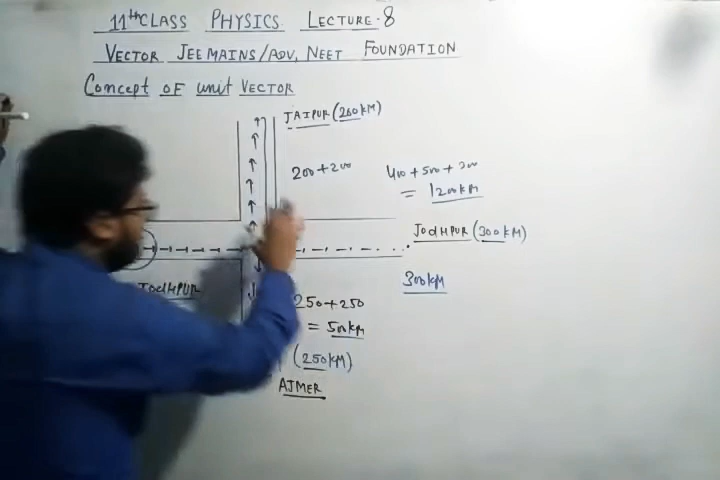 11thCLASS PHYSICS LECTURE-8
VECTOR JEE MAINS/ADV, NEET FOUNDATION
CONCEPT OF UNIT VECTOR
JAIPUR (200KM)
200+200
400+500+300
= 1200KM
JODHPUR (300KM)
JODHPUR
300KM
250+250
= 500KM
(250KM)
AJMER